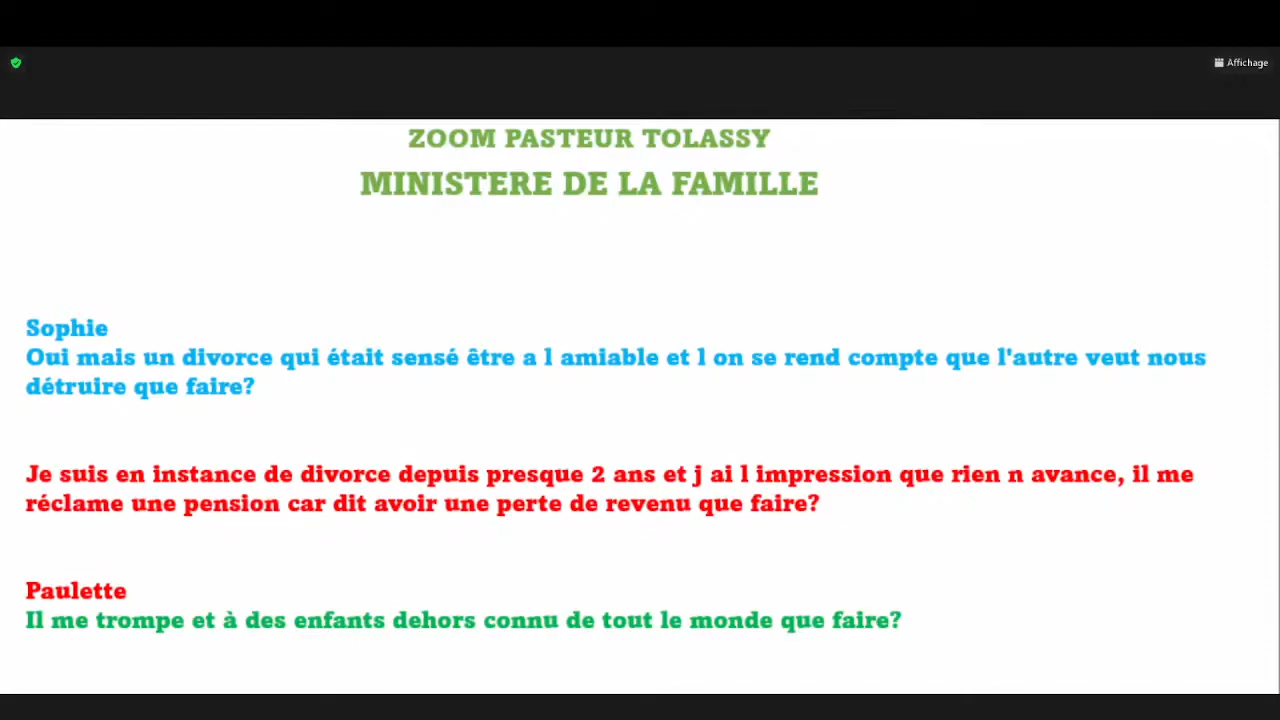 Affichage
ZOOM PASTEUR TOLASSY
MINISTERE DE LA FAMILLE
Sophie
Oui mais un divorce qui était sensé être a l amiable et l on se rend compte que l'autre veut nous
détruire que faire?
Je suis en instance de divorce depuis presque 2 ans et j ai l impression que rien n avance, il me
réclame une pension car dit avoir une perte de revenu que faire?
Paulette
Il me trompe et à des enfants dehors connu de tout le monde que faire?